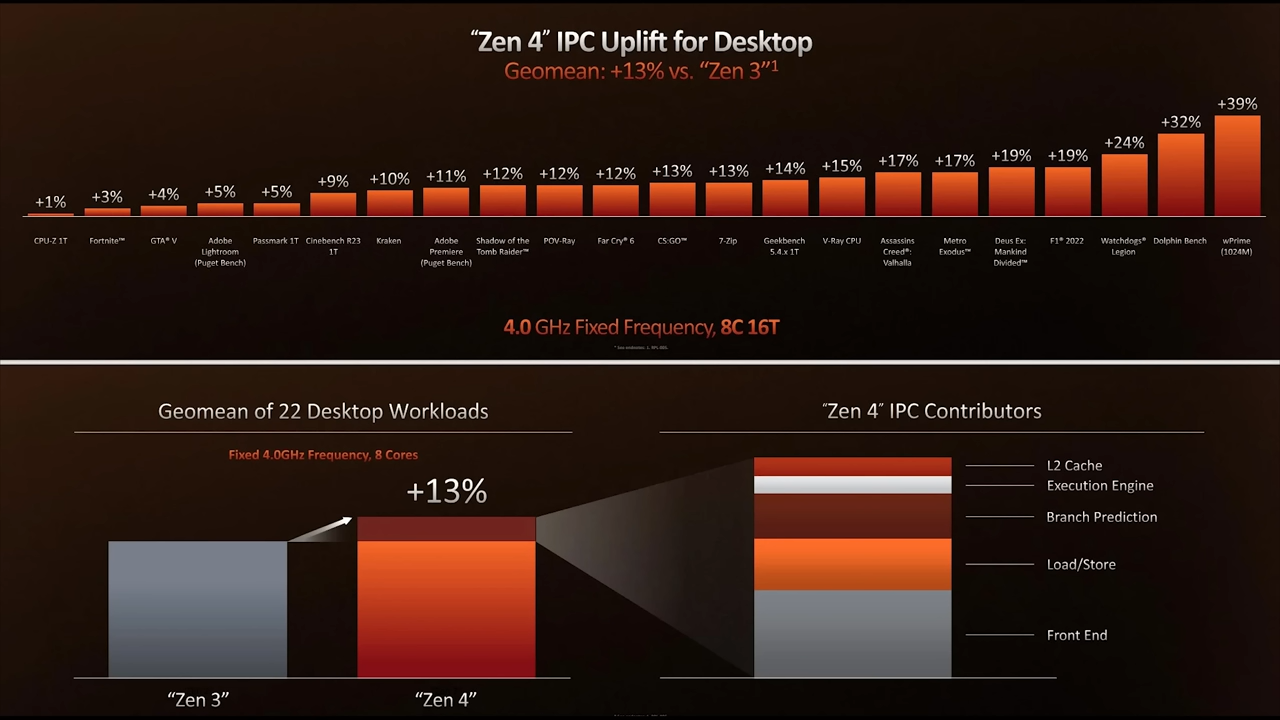 “Zen 4” IPC Uplift for Desktop
Geomean: +13% vs. “Zen 3”¹
+1%
+3%
+4%
+5%
+5%
+9%
+10%
+11%
+12%
+12%
+12%
+13%
+13%
+14%
+15%
+17%
+17%
+19%
+19%
+24%
+32%
+39%
CPU-Z 1T
Fortnite™
GTA® V
Adobe
Lightroom
(Puget Bench)
Passmark 1T
Cinebench R23
1T
Kraken
Adobe
Premiere
(Puget Bench)
Shadow of the
Tomb Raider™
POV-Ray
Far Cry® 6
CS:GO™
7-Zip
Geekbench
5.4.x 1T
V-Ray CPU
Assassins
Creed®:
Valhalla
Metro
Exodus™
Deus Ex:
Mankind
Divided™
F1® 2022
Watchdogs®
Legion
Dolphin Bench
wPrime
(1024M)
4.0 GHz Fixed Frequency, 8C 16T
Geomean of 22 Desktop Workloads
Fixed 4.0GHz Frequency, 8 Cores
+13%
“Zen 3”
“Zen 4”
“Zen 4” IPC Contributors
L2 Cache
Execution Engine
Branch Prediction
Load/Store
Front End